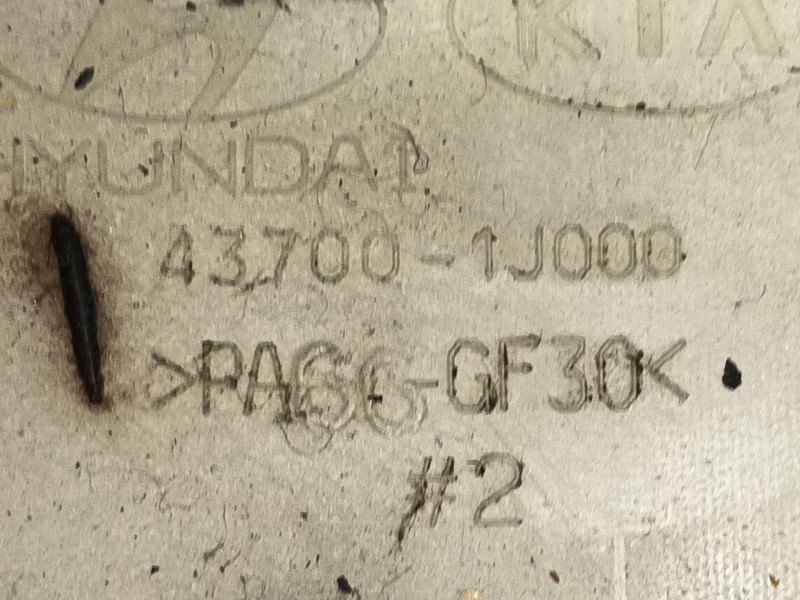 KIA
HYUNDAI
43700-1J000
>PA66-GF30<
#2